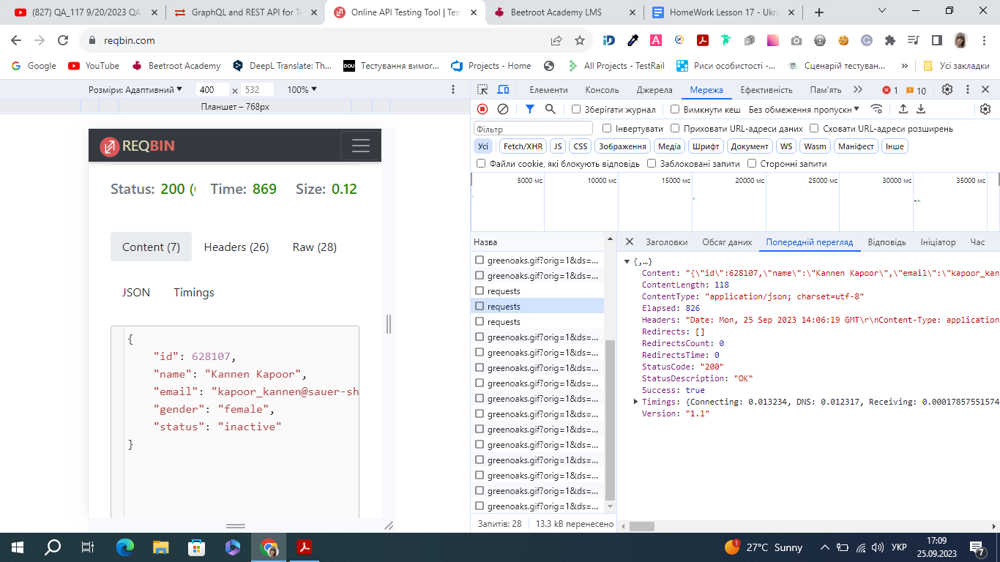 (827) QA_117 9/20/2023 QA
GraphQL and REST API for Te
Online API Testing Tool | Test
Beetroot Academy LMS
HomeWork Lesson 17 - Ukra
reqbin.com
Google
YouTube
Beetroot Academy
DeepL Translate: Th...
DOU
Тестування вимог...
Projects - Home
All Projects - TestRail
Риси особистості -...
Сценарій тестуван...
»
Усі закладки
Розміри: Адаптивний
400
×
532
100%
Планшет – 768px
Елементи
Консоль
Джерела
Мережа
Ефективність
Пам'ять
»
1
10
Зберігати журнал
Вимкнути кеш
Без обмеження пропускн
Фільтр
Інвертувати
Приховати URL-адреси даних
Сховати URL-адреси розширень
Усі
Fetch/XHR
JS
CSS
Зображення
Медіа
Шрифт
Документ
WS
Wasm
Маніфест
Інше
Файли cookie, які блокують відповідь
Заблоковані запити
Сторонні запити
5000 мс
10000 мс
15000 мс
20000 мс
25000 мс
30000 мс
35000 мс
REQBIN
Status: 200 (
Time: 869
Size: 0.12
Content (7)
Headers (26)
Raw (28)
JSON
Timings
{
"id": 628107,
"name": "Kannen Kapoor",
"email": "kapoor_kannen@sauer-sh
"gender": "female",
"status": "inactive"
}
Назва
greenoaks.gif?orig=1&ds=...
greenoaks.gif?orig=1&ds=...
requests
requests
requests
greenoaks.gif?orig=1&ds=...
greenoaks.gif?orig=1&ds=...
greenoaks.gif?orig=1&ds=...
greenoaks.gif?orig=1&ds=...
greenoaks.gif?orig=1&ds=...
greenoaks.gif?orig=1&ds=...
greenoaks.gif?orig=1&ds=...
greenoaks.gif?orig=1&ds=...
greenoaks.gif?orig=1&ds=...
greenoaks.gif?orig=1&ds=...
greenoaks.gif?orig=1&ds=...
greenoaks.gif?orig=1&ds=...
Запитів: 28
13.3 kB перенесено
Заголовки
Обсяг даних
Попередній перегляд
Відповідь
Ініціатор
Час
{,…}
Content: "{\"id\":628107,\"name\":\"Kannen Kapoor\",\"email\":\"kapoor_kan
ContentLength: 118
ContentType: "application/json; charset=utf-8"
Elapsed: 826
Headers: "Date: Mon, 25 Sep 2023 14:06:19 GMT\r\nContent-Type: application
Redirects: []
RedirectsCount: 0
RedirectsTime: 0
StatusCode: "200"
StatusDescription: "OK"
Success: true
Timings: {Connecting: 0.013234, DNS: 0.012317, Receiving: 0.00017857551574
Version: "1.1"
1
27°C Sunny
УКР
17:09
25.09.2023
7